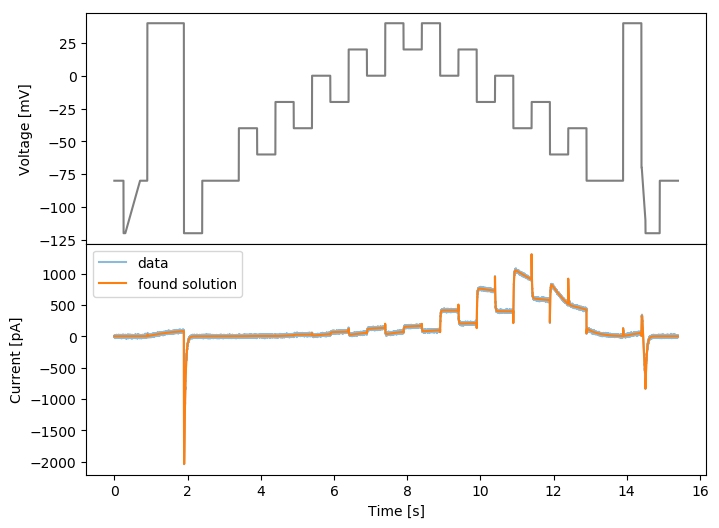 Voltage [mV]
25
0
−25
−50
−75
−100
−125
data
found solution
Current [pA]
1000
500
0
−500
−1000
−1500
−2000
0 2 4 6 8 10 12 14 16
Time [s]